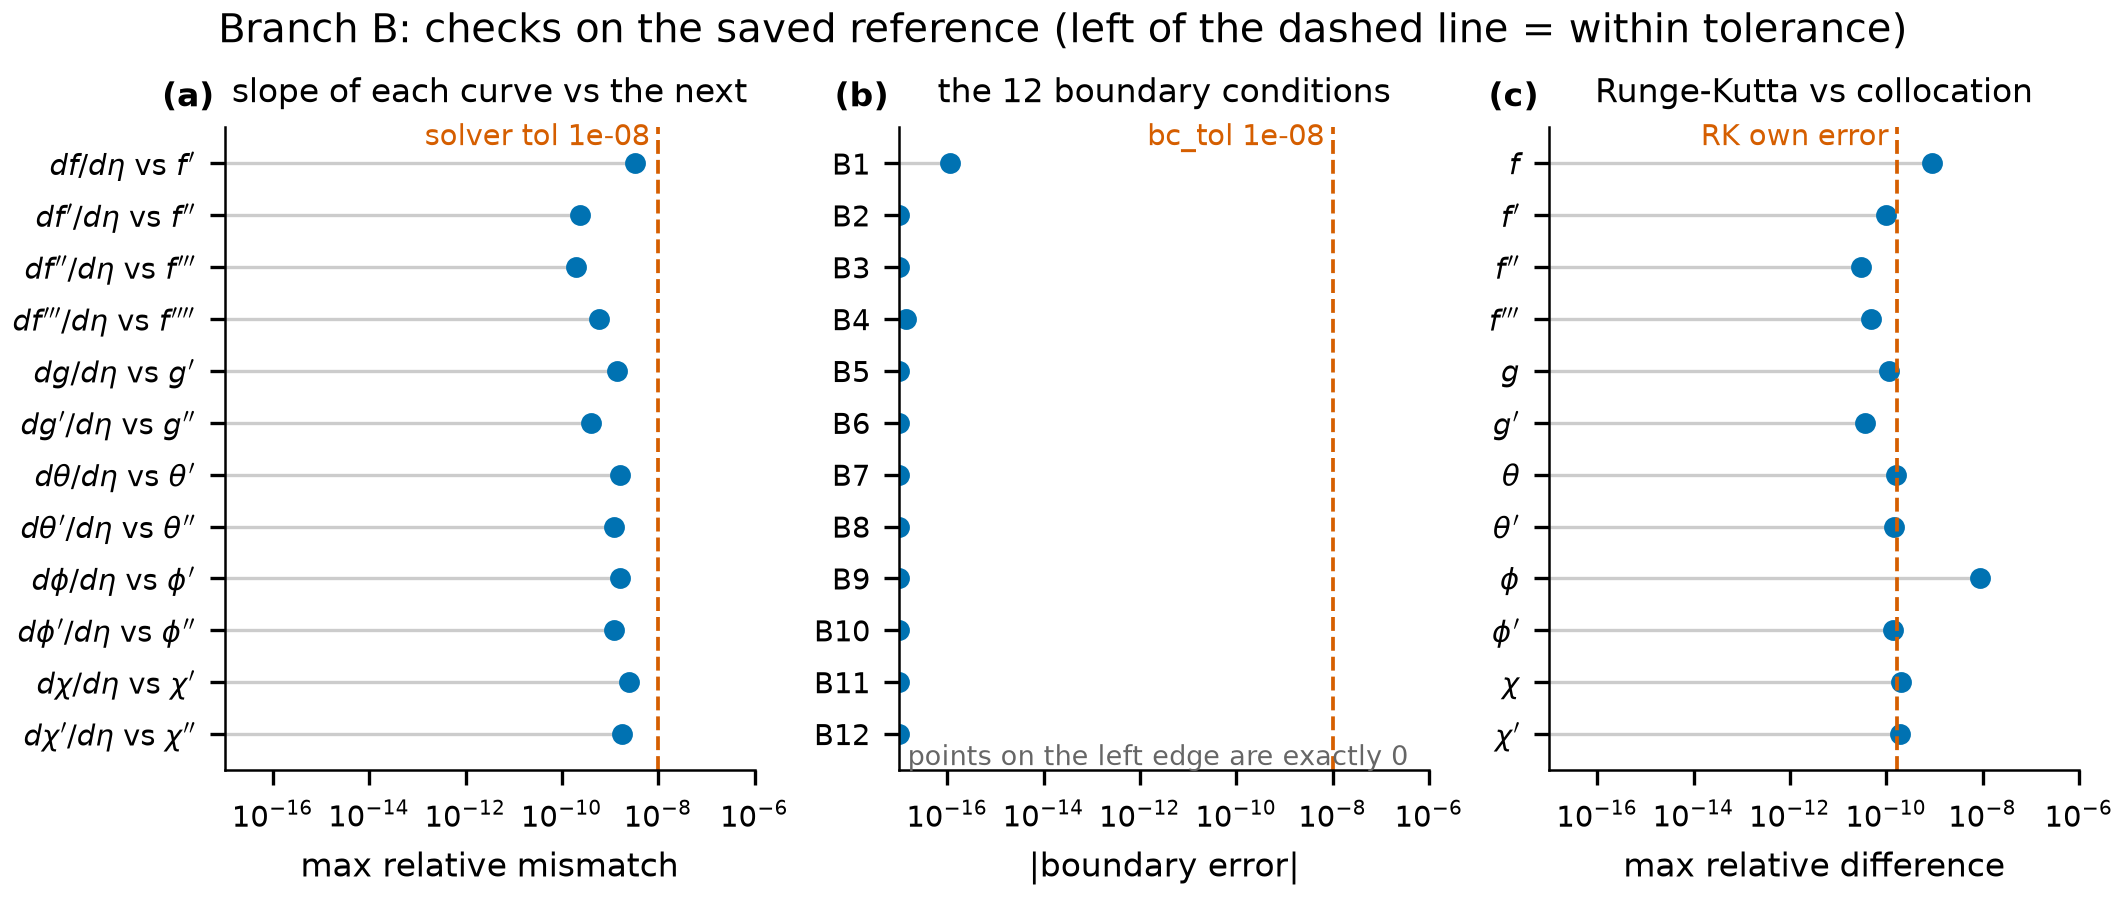 Branch B: checks on the saved reference (left of the dashed line = within tolerance)
(a) slope of each curve vs the next
solver tol 1e-08
df/dη vs f′
df′/dη vs f″
df″/dη vs f‴
df‴/dη vs f⁗
dg/dη vs g′
dg′/dη vs g″
dθ/dη vs θ′
dθ′/dη vs θ″
dϕ/dη vs ϕ′
dϕ′/dη vs ϕ″
dχ/dη vs χ′
dχ′/dη vs χ″
10⁻¹⁶ 10⁻¹⁴ 10⁻¹² 10⁻¹⁰ 10⁻⁸ 10⁻⁶
max relative mismatch
(b) the 12 boundary conditions
bc_tol 1e-08
B1
B2
B3
B4
B5
B6
B7
B8
B9
B10
B11
B12
points on the left edge are exactly 0
10⁻¹⁶ 10⁻¹⁴ 10⁻¹² 10⁻¹⁰ 10⁻⁸ 10⁻⁶
|boundary error|
(c) Runge-Kutta vs collocation
RK own error
f
f′
f″
f‴
g
g′
θ
θ′
ϕ
ϕ′
χ
χ′
10⁻¹⁶ 10⁻¹⁴ 10⁻¹² 10⁻¹⁰ 10⁻⁸ 10⁻⁶
max relative difference